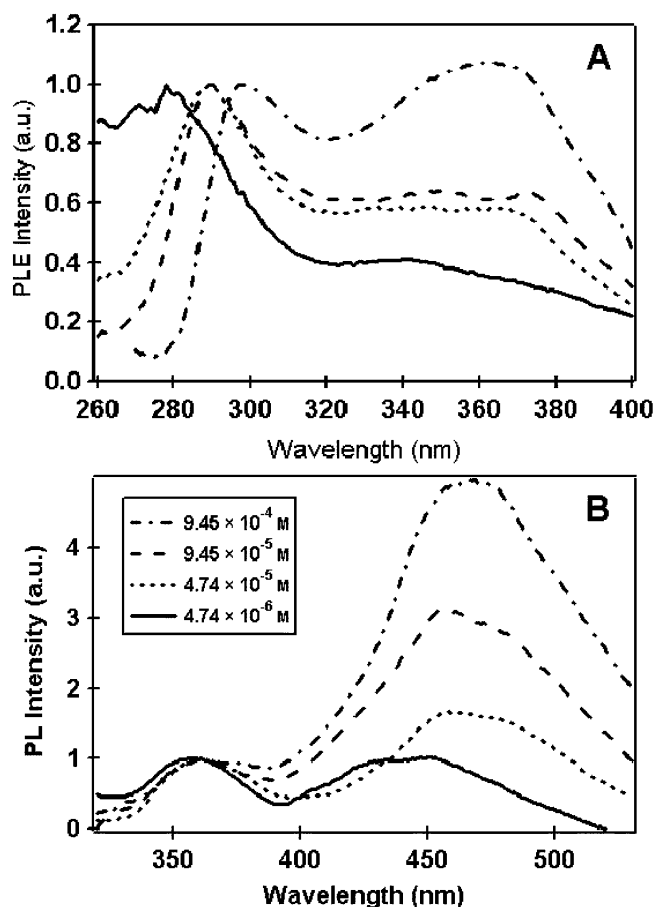 1.2
1.0
0.8
0.6
0.4
0.2
0.0
PLE Intensity (a.u.)
A
260 280 300 320 340 360 380 400
Wavelength (nm)
B
9.45 × 10⁻⁴ M
9.45 × 10⁻⁵ M
4.74 × 10⁻⁵ M
4.74 × 10⁻⁶ M
4
3
2
1
0
PL Intensity (a.u.)
350 400 450 500
Wavelength (nm)